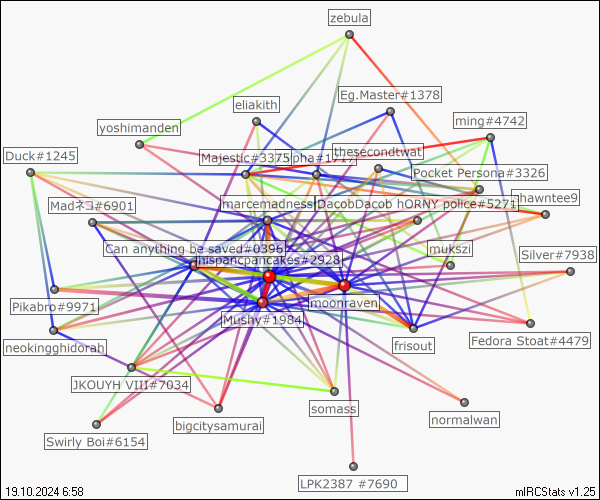 zebula
Eg.Master#1378
eliakith
ming#4742
yoshimanden
thesecondtwat
Duck#1245
Majestic#3375
pha#1717
Pocket Persona#3326
Madネコ#6901
marcemadness
DacobDacob
hORNY police#5271
thawntee9
Can anything be saved#0396
mukszi
Silver#7938
hispancpancakes#2928
Pikabro#9971
moonraven
Mushy#1984
neokingghidorah
frisout
Fedora Stoat#4479
JKOUYH VIII#7034
somass
normalwan
bigcitysamurai
Swirly Boi#6154
LPK2387 #7690
19.10.2024 6:58
mIRCStats v1.25